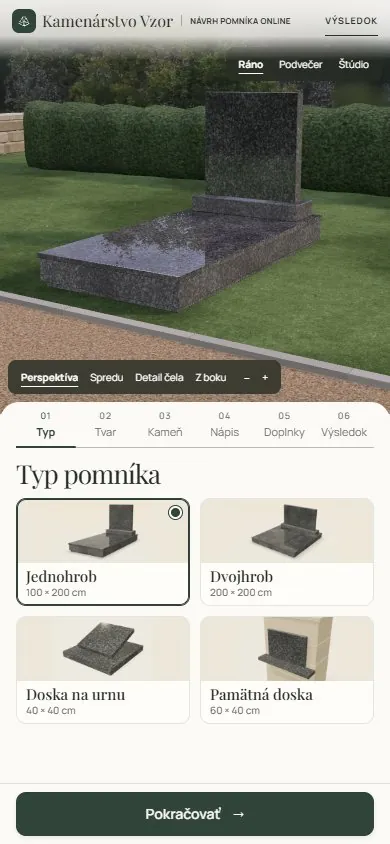 Kamenárstvo Vzor
NÁVRH POMNÍKA ONLINE
VÝSLEDOK
Ráno Podvečer Štúdio
Perspektíva Spredu Detail čela Z boku − +
01 02 03 04 05 06
Typ Tvar Kameň Nápis Doplnky Výsledok
Typ pomníka
Jednohrob
100 × 200 cm
Dvojhrob
200 × 200 cm
Doska na urnu
40 × 40 cm
Pamätná doska
60 × 40 cm
Pokračovať →